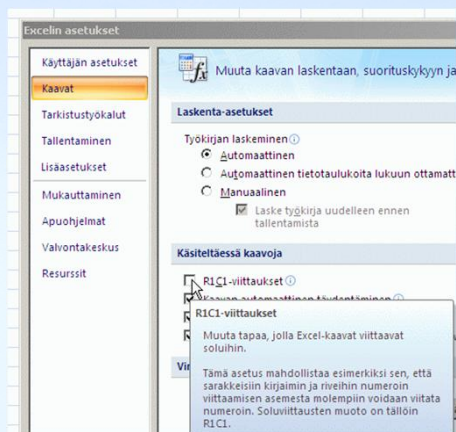 Excelin asetukset
Käyttäjän asetukset
Kaavat
Tarkistustyökalut
Tallentaminen
Lisäasetukset
Mukauttaminen
Apuohjelmat
Valvontakeskus
Resurssit
Muuta kaavan laskentaan, suorituskykyyn ja
Laskenta-asetukset
Työkirjan laskeminen
Automaattinen
Automaattinen tietotaulukoita lukuun ottamatt
Manuaalinen
Laske työkirja uudelleen ennen
tallentamista
Käsiteltäessä kaavoja
R1C1-viittaukset
Kaavan automaattinen täydentäminen
R1C1-viittaukset
Muuta tapaa, jolla Excel-kaavat viittaavat
soluihin.
Tämä asetus mahdollistaa esimerkiksi sen, että
sarakkeisiin kirjaimin ja riveihin numeroin
viittaamisen asemesta molempiin voidaan viitata
numeroin. Soluviittausten muoto on tällöin
R1C1.
Vir